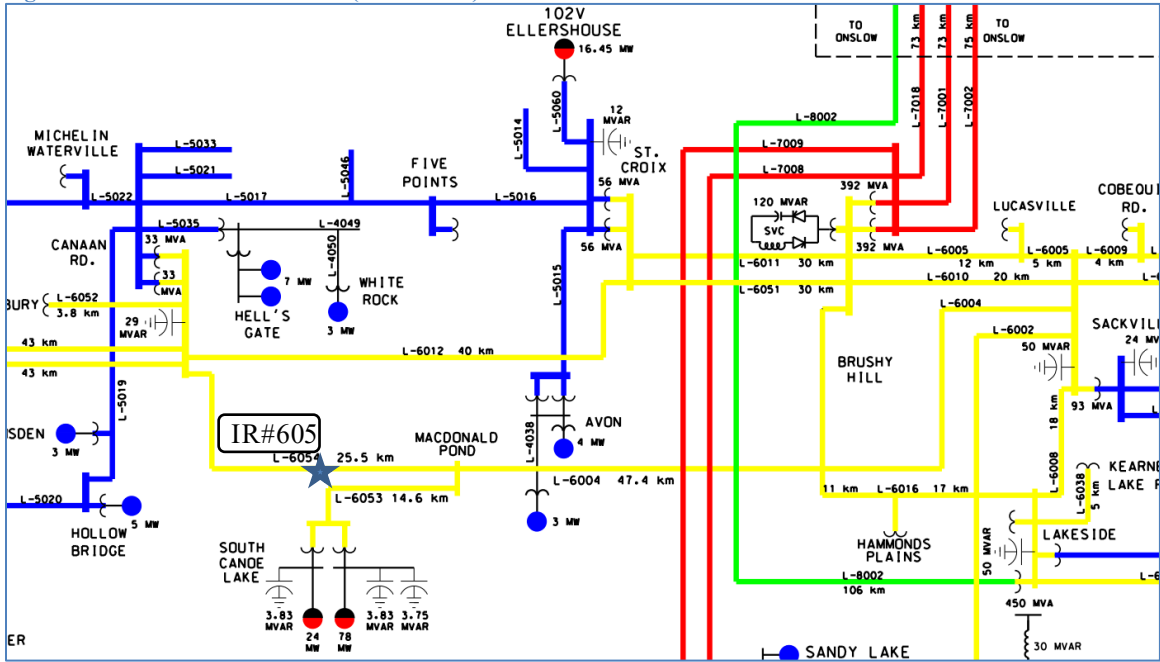 102V
ELLERSHOUSE
16.45 MW
TO
ONSLOW
73 km
73 km
75 km
TO
ONSLOW
L-7018
L-7001
L-7002
L-8002
L-7009
L-7008
MICHELIN
WATERVILLE
L-5033
L-5021
L-5022
L-5017
L-5046
FIVE
POINTS
L-5016
L-5014
L-5060
12
MVAR
ST.
CROIX
56 MVA
56 MVA
392 MVA
392 MVA
120 MVAR
SVC
LUCASVILLE
COBEQUI
RD.
L-5035
L-4049
L-4050
33 MVA
33
MVA
CANAAN
RD.
BURY
L-6052
3.8 km
29
MVAR
7 MW
HELL'S
GATE
WHITE
ROCK
3 MW
L-5015
L-6011 30 km
L-6051 30 km
L-6005
12 km
L-6005
5 km
L-6009
4 km
L-6010 20 km
L-6004
L-6002
50 MVAR
SACKVIL
24 MV
93 MVA
BRUSHY
HILL
43 km
43 km
L-6012 40 km
L-5019
SDEN
3 MW
L-5020
5 MW
HOLLOW
BRIDGE
IR#605
L-6054 25.5 km
L-6053 14.6 km
MACDONALD
POND
L-4038
AVON
4 MW
3 MW
L-6004 47.4 km
18 km
L-6008
L-6038
5 km
KEARNE
LAKE
11 km
L-6016 17 km
HAMMONDS
PLAINS
LAKESIDE
50 MVAR
SOUTH
CANOE
LAKE
3.83
MVAR
24
MW
78
MW
3.83
MVAR
3.75
MVAR
L-8002
106 km
450 MVA
30 MVAR
SANDY LAKE
ER